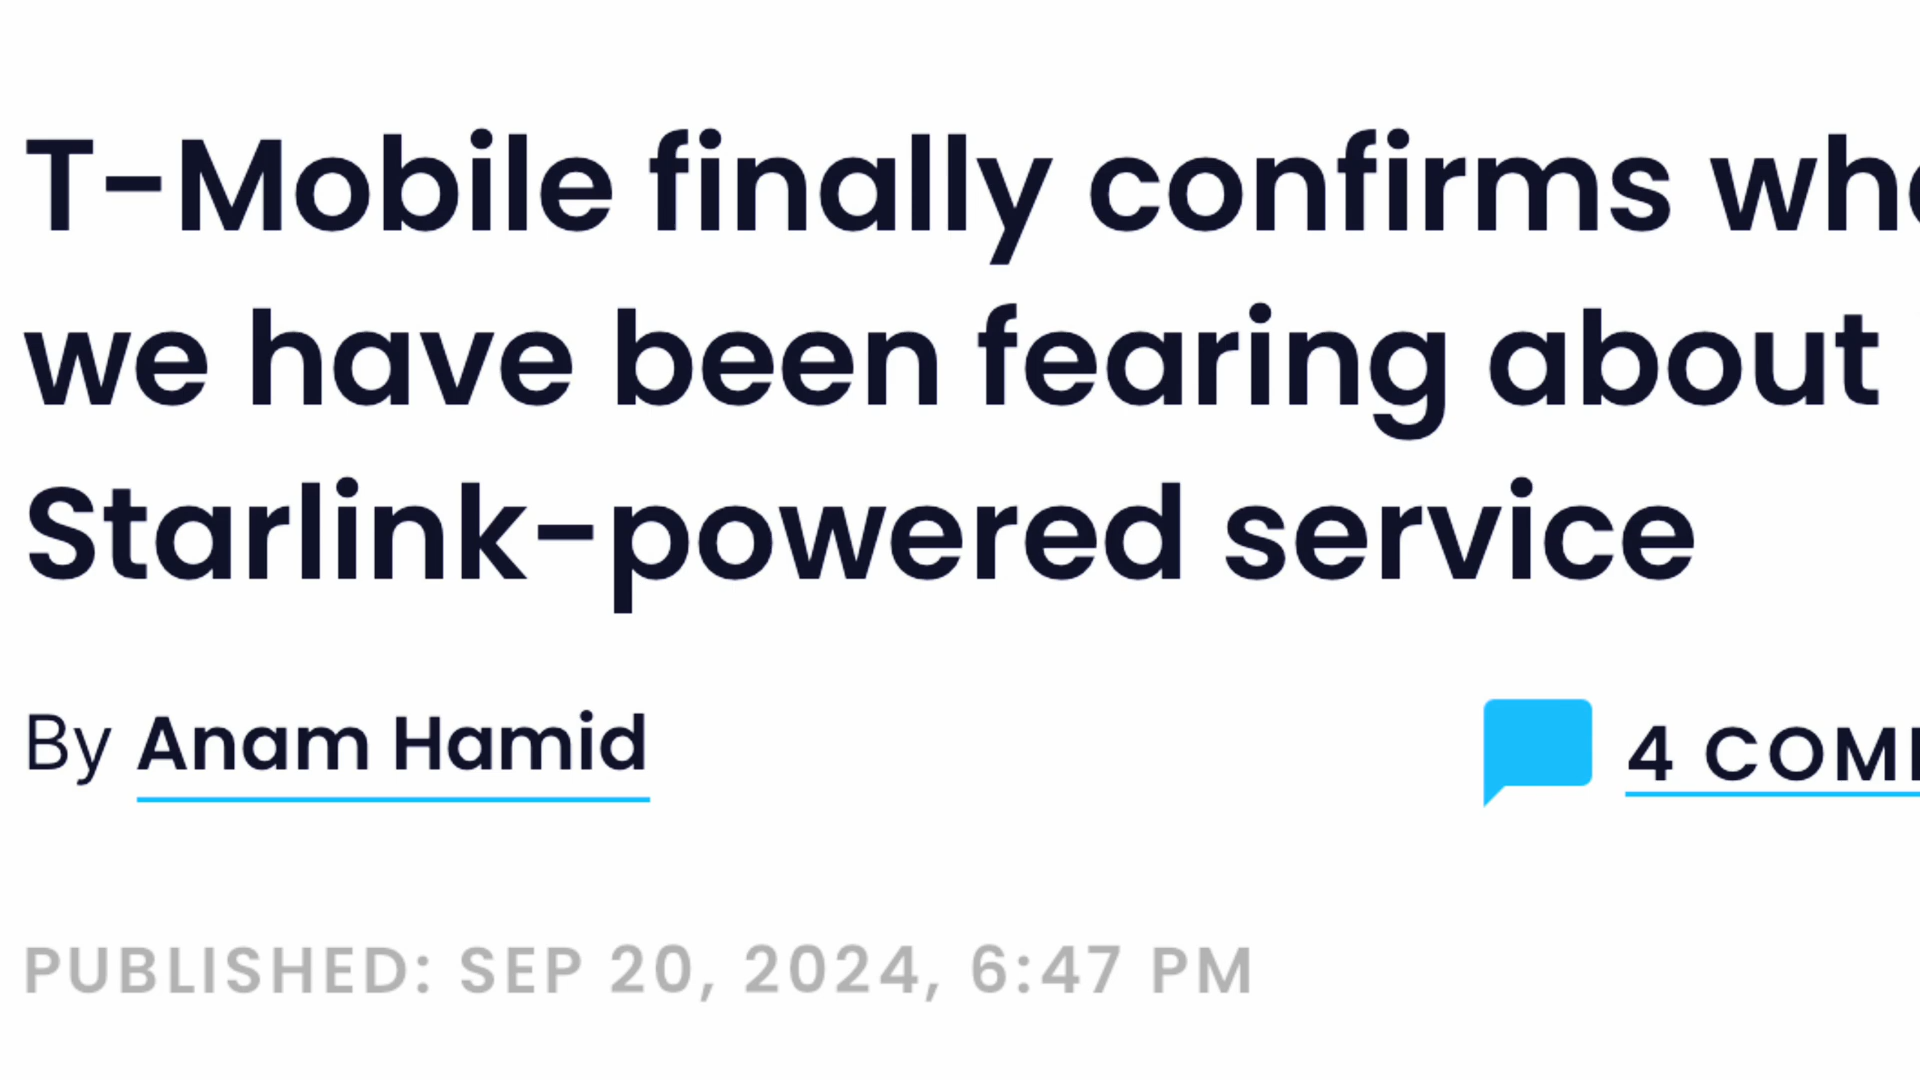 T-Mobile finally confirms
we have been fearing about
Starlink-powered service
By Anam Hamid
4
PUBLISHED: SEP 20, 2024, 6:47 PM